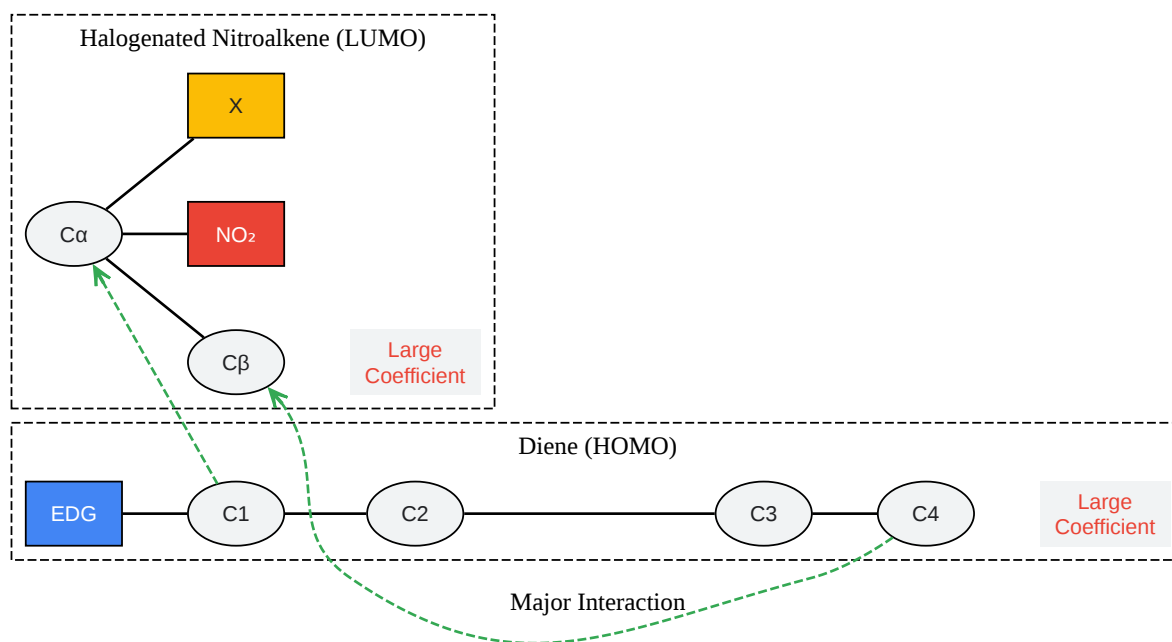 Halogenated Nitroalkene (LUMO)
X
Cα
NO₂
Cβ
Large
Coefficient
Diene (HOMO)
EDG
C1
C2
C3
C4
Large
Coefficient
Major Interaction